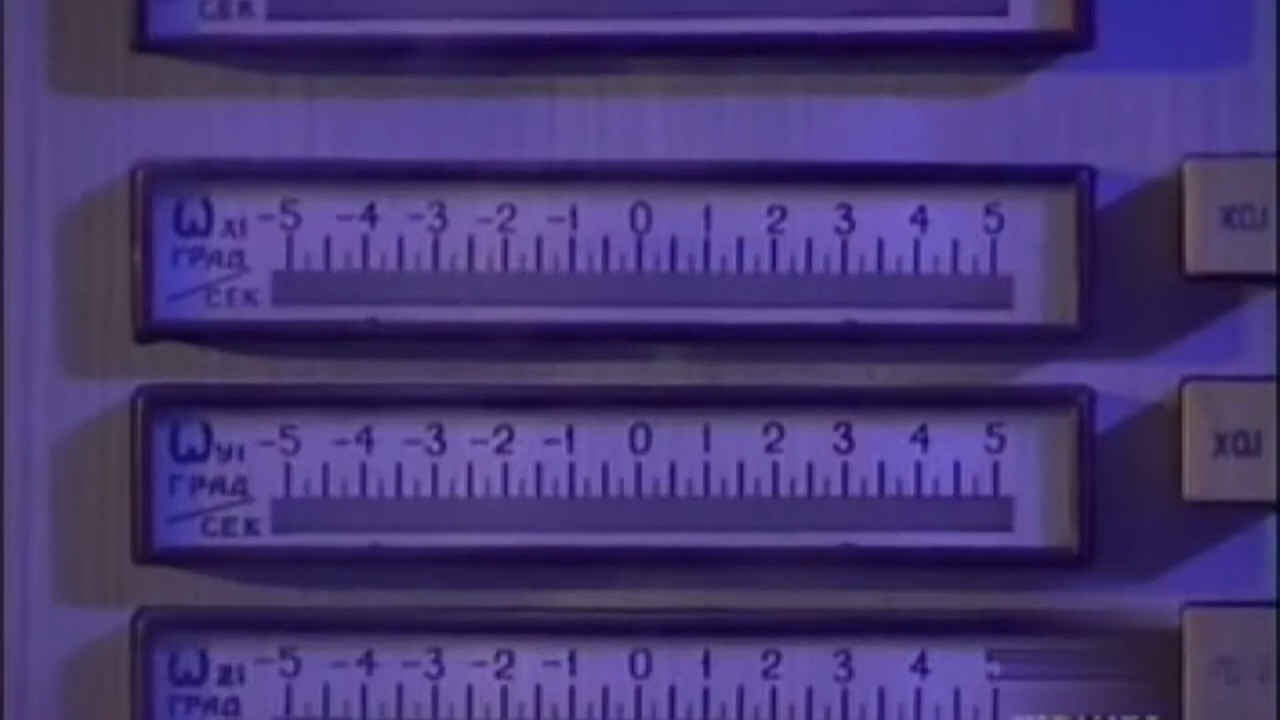 СЕК
ωX1 -5 -4 -3 -2 -1 0 1 2 3 4 5
ГРАД
/СЕК
ωY1 -5 -4 -3 -2 -1 0 1 2 3 4 5
ГРАД
/СЕК
ωZ1 -5 -4 -3 -2 -1 0 1 2 3 4 5
ГРАД